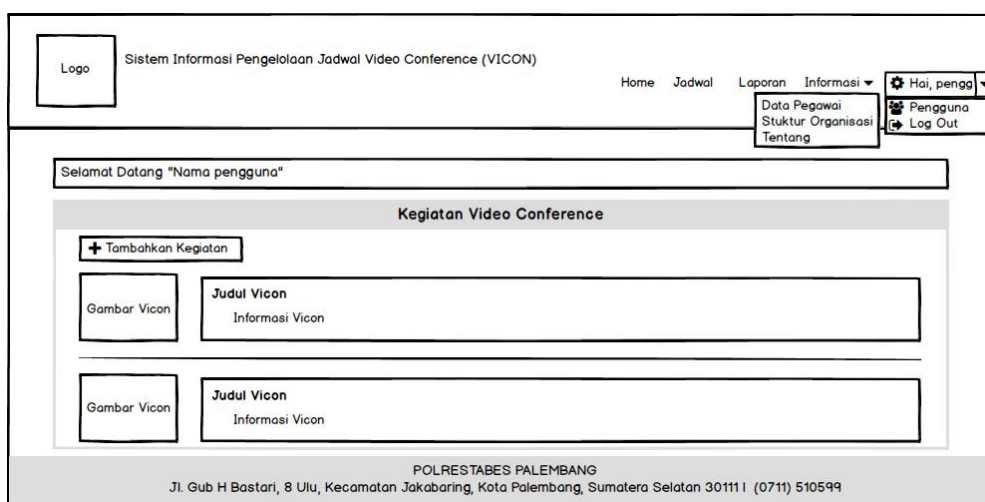 Logo
Sistem Informasi Pengelolaan Jadwal Video Conference (VICON)
Home Jadwal Laporan Informasi Hai, pengg
Data Pegawai
Stuktur Organisasi
Tentang
Pengguna
Log Out
Selamat Datang "Nama pengguna"
Kegiatan Video Conference
Tambahkan Kegiatan
Gambar Vicon
Judul Vicon
Informasi Vicon
Gambar Vicon
Judul Vicon
Informasi Vicon
POLRESTABES PALEMBANG
Jl. Gub H Bastari, 8 Ulu, Kecamatan Jakabaring, Kota Palembang, Sumatera Selatan 30111 | (0711) 510599